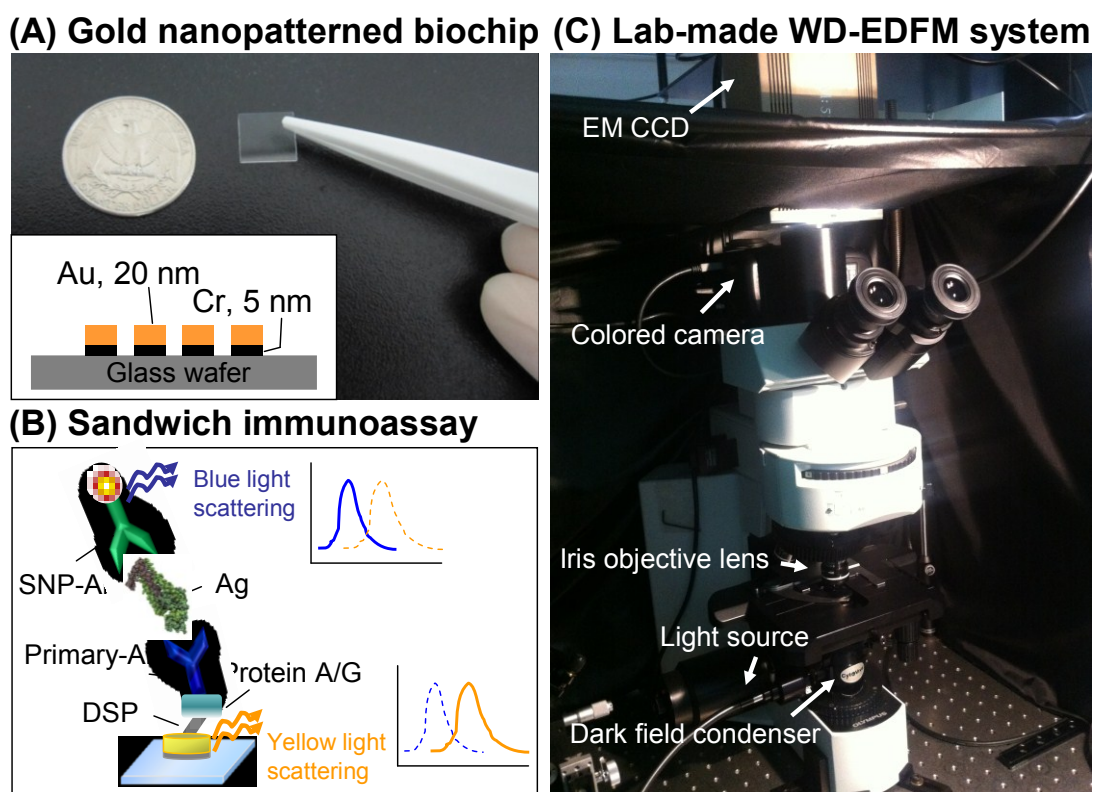 (A) Gold nanopatterned biochip
Au, 20 nm
Cr, 5 nm
Glass wafer
(B) Sandwich immunoassay
Blue light
scattering
SNP-A
Ag
Primary-A
Protein A/G
DSP
Yellow light
scattering
(C) Lab-made WD-EDFM system
EM CCD
Colored camera
Iris objective lens
Light source
Dark field condenser
OLYMPUS